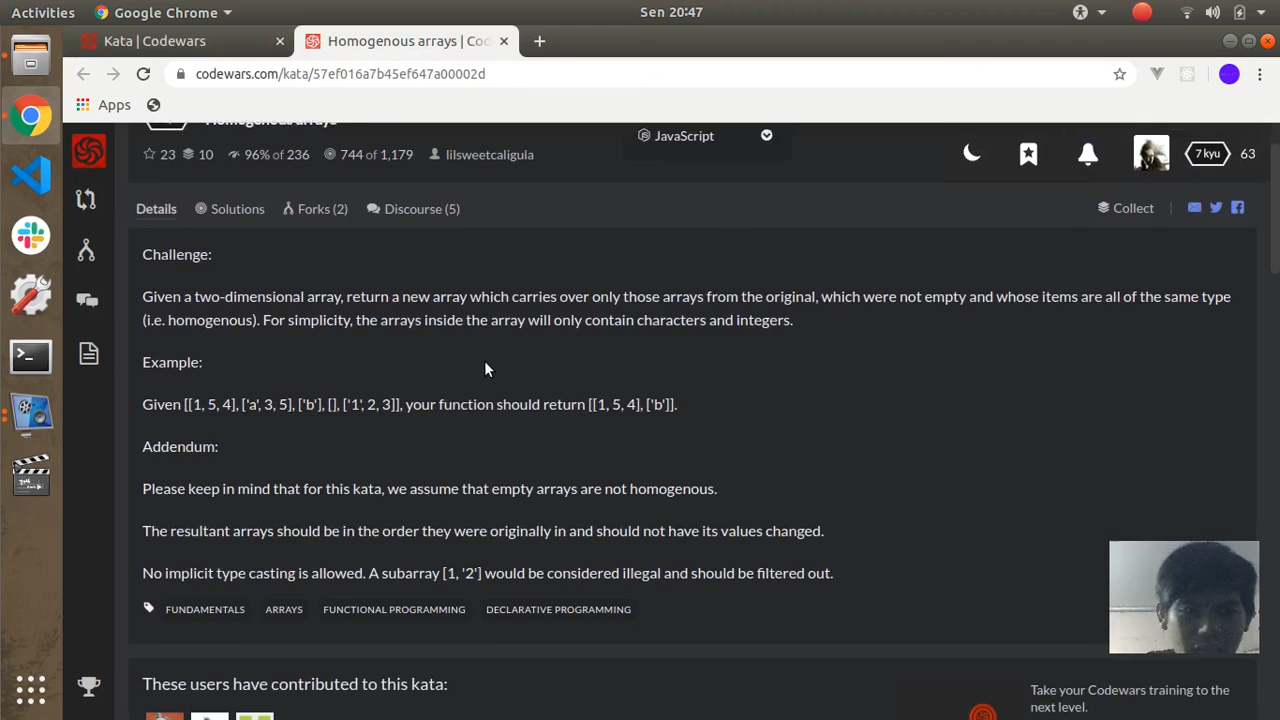 Activities
Google Chrome
Sen 20:47
Kata | Codewars
Homogenous arrays | Cod
codewars.com/kata/57ef016a7b45ef647a00002d
Apps
Homogenous arrays
JavaScript
23 10 96% of 236 744 of 1,179 lilsweetcaligula
7 kyu 63
Details Solutions Forks (2) Discourse (5)
Collect
Challenge:
Given a two-dimensional array, return a new array which carries over only those arrays from the original, which were not empty and whose items are all of the same type
(i.e. homogenous). For simplicity, the arrays inside the array will only contain characters and integers.
Example:
Given [[1, 5, 4], ['a', 3, 5], ['b'], [], ['1', 2, 3]], your function should return [[1, 5, 4], ['b']].
Addendum:
Please keep in mind that for this kata, we assume that empty arrays are not homogenous.
The resultant arrays should be in the order they were originally in and should not have its values changed.
No implicit type casting is allowed. A subarray [1, '2'] would be considered illegal and should be filtered out.
FUNDAMENTALS ARRAYS FUNCTIONAL PROGRAMMING DECLARATIVE PROGRAMMING
These users have contributed to this kata:
Take your Codewars training to the
next level.